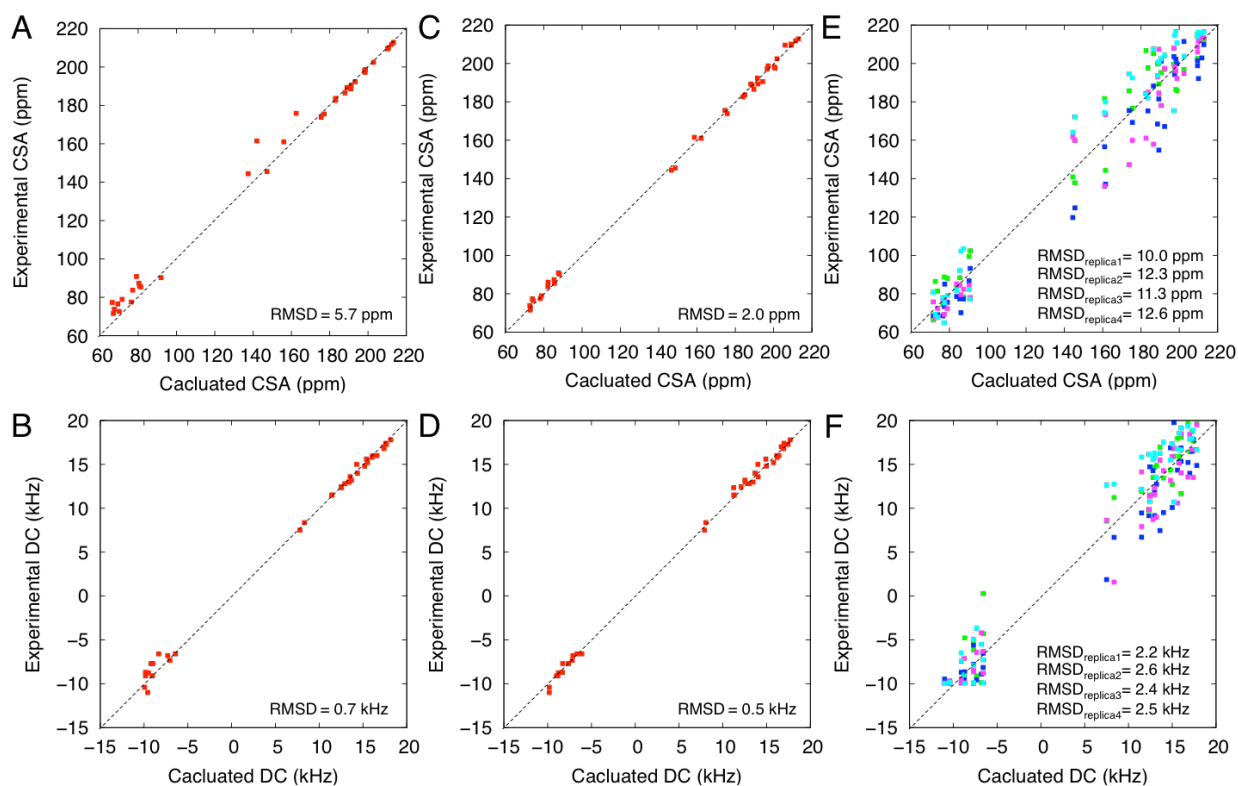 A
220
200
180
160
140
120
100
80
60
Experimental CSA (ppm)
RMSD = 5.7 ppm
60 80 100 120 140 160 180 200 220
Cacluated CSA (ppm)
C
220
200
180
160
140
120
100
80
60
Experimental CSA (ppm)
RMSD = 2.0 ppm
60 80 100 120 140 160 180 200 220
Cacluated CSA (ppm)
E
220
200
180
160
140
120
100
80
60
Experimental CSA (ppm)
RMSDreplica1= 10.0 ppm
RMSDreplica2= 12.3 ppm
RMSDreplica3= 11.3 ppm
RMSDreplica4= 12.6 ppm
60 80 100 120 140 160 180 200 220
Cacluated CSA (ppm)
B
20
15
10
5
0
−5
−10
−15
Experimental DC (kHz)
RMSD = 0.7 kHz
−15 −10 −5 0 5 10 15 20
Cacluated DC (kHz)
D
20
15
10
5
0
−5
−10
−15
Experimental DC (kHz)
RMSD = 0.5 kHz
−15 −10 −5 0 5 10 15 20
Cacluated DC (kHz)
F
20
15
10
5
0
−5
−10
−15
Experimental DC (kHz)
RMSDreplica1= 2.2 kHz
RMSDreplica2= 2.6 kHz
RMSDreplica3= 2.4 kHz
RMSDreplica4= 2.5 kHz
−15 −10 −5 0 5 10 15 20
Cacluated DC (kHz)